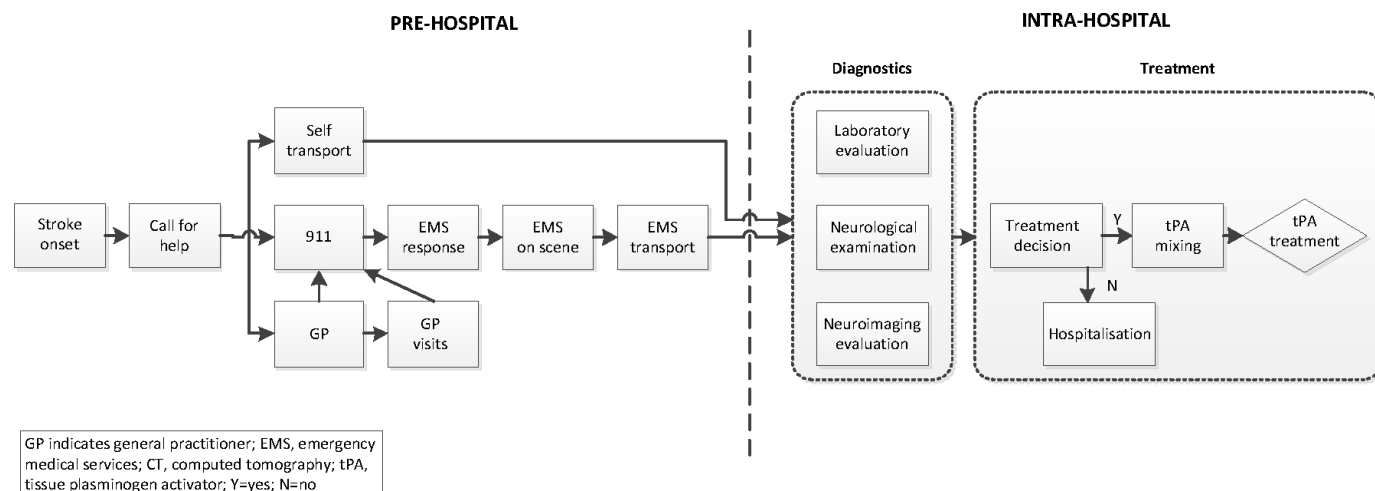 PRE-HOSPITAL
INTRA-HOSPITAL
Diagnostics
Treatment
Self
transport
Laboratory
evaluation
Stroke
onset
Call for
help
911
EMS
response
EMS
on scene
EMS
transport
Neurological
examination
Treatment
decision
Y
tPA
mixing
tPA
treatment
N
GP
GP
visits
Neuroimaging
evaluation
Hospitalisation
GP indicates general practitioner; EMS, emergency
medical services; CT, computed tomography; tPA,
tissue plasminogen activator; Y=yes; N=no